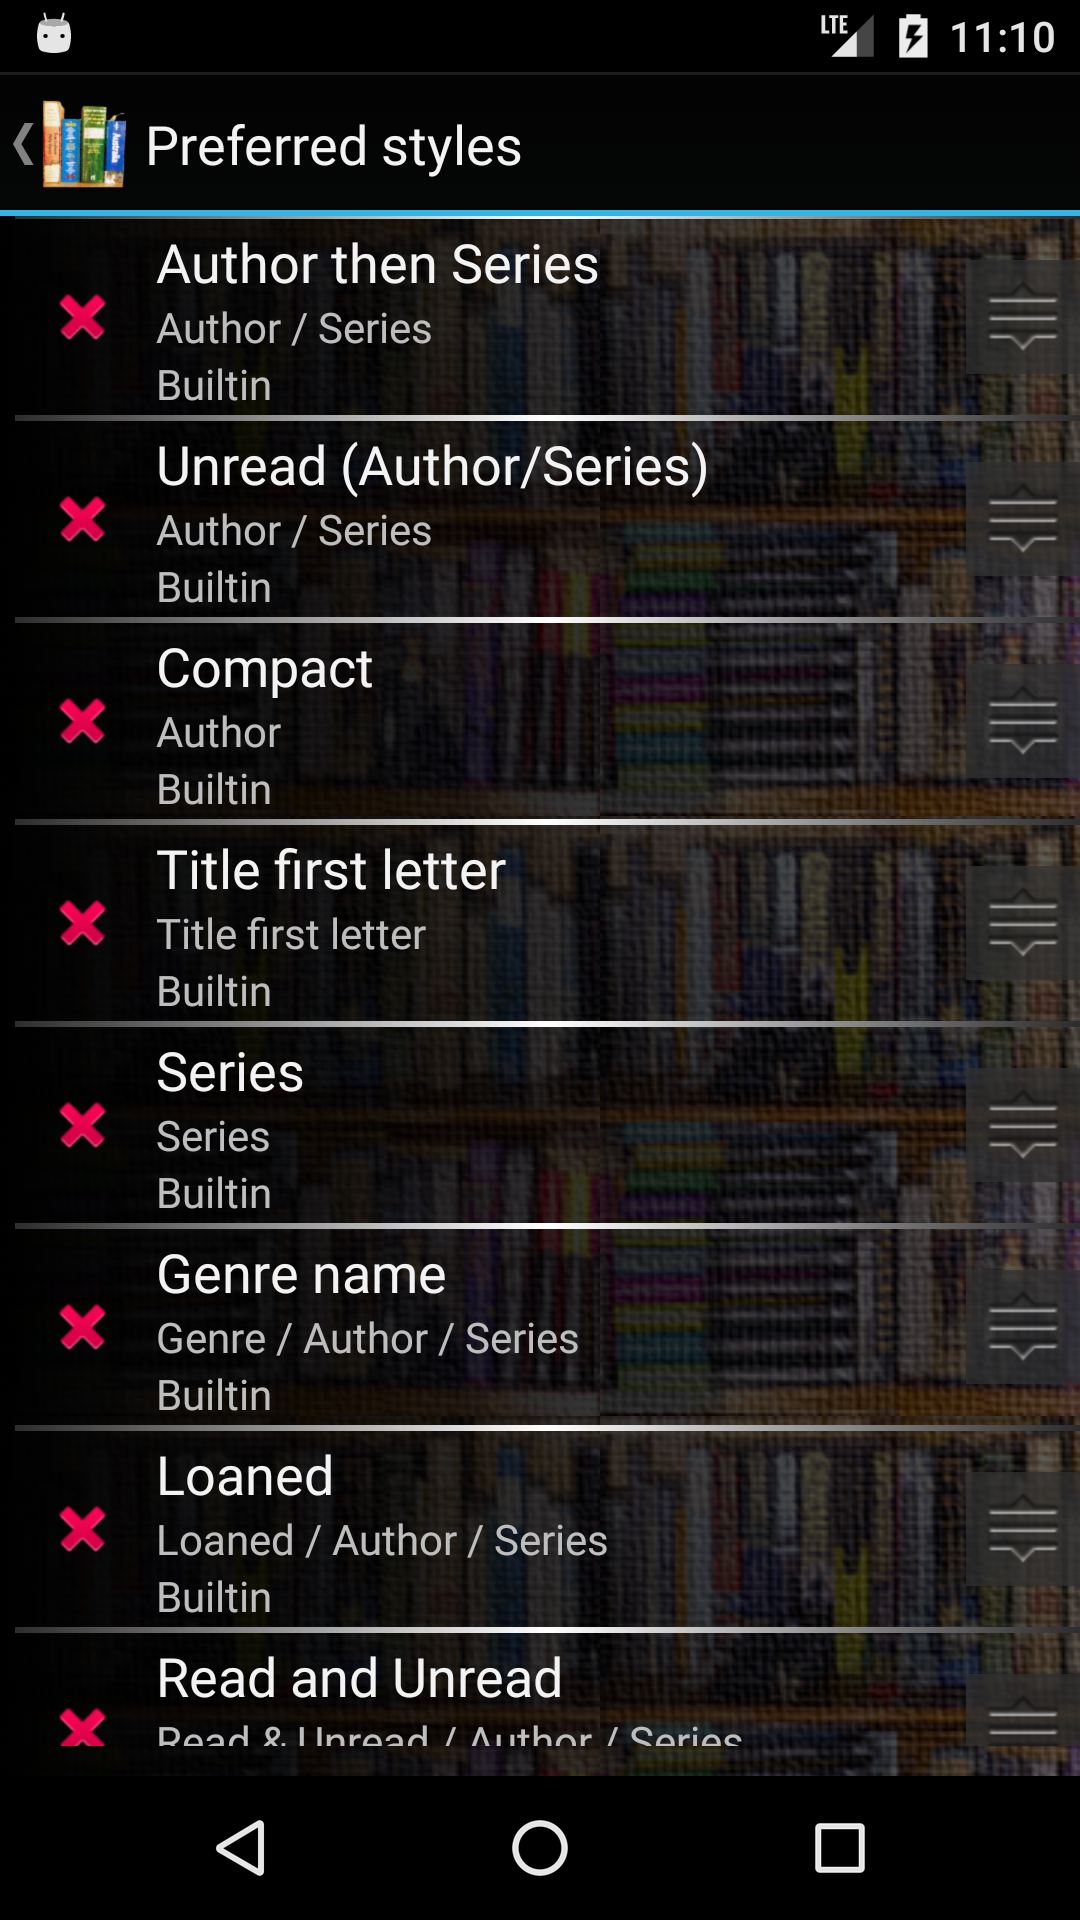 LTE 11:10
Preferred styles
Author then Series
Author / Series
Builtin
Unread (Author/Series)
Author / Series
Builtin
Compact
Author
Builtin
Title first letter
Title first letter
Builtin
Series
Series
Builtin
Genre name
Genre / Author / Series
Builtin
Loaned
Loaned / Author / Series
Builtin
Read and Unread
Read & Unread / Author / Series